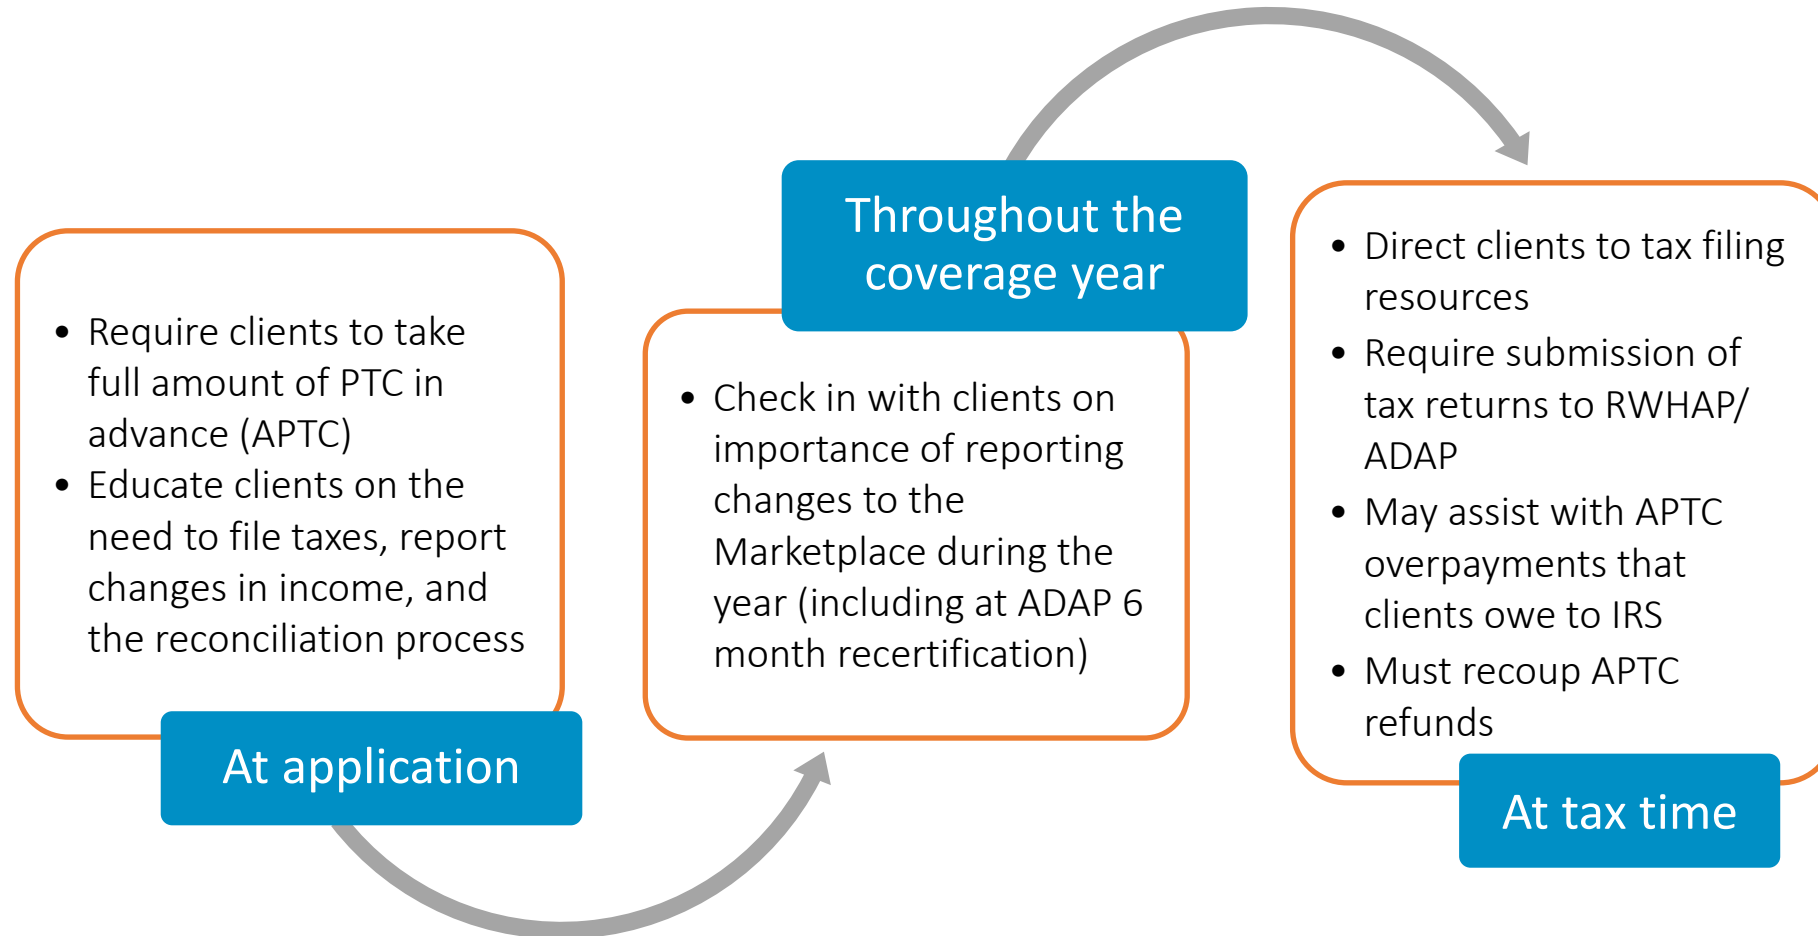 • Require clients to take
full amount of PTC in
advance (APTC)
• Educate clients on the
need to file taxes, report
changes in income, and
the reconciliation process
At application
Throughout the
coverage year
• Check in with clients on
importance of reporting
changes to the
Marketplace during the
year (including at ADAP 6
month recertification)
• Direct clients to tax filing
resources
• Require submission of
tax returns to RWHAP/
ADAP
• May assist with APTC
overpayments that
clients owe to IRS
• Must recoup APTC
refunds
At tax time